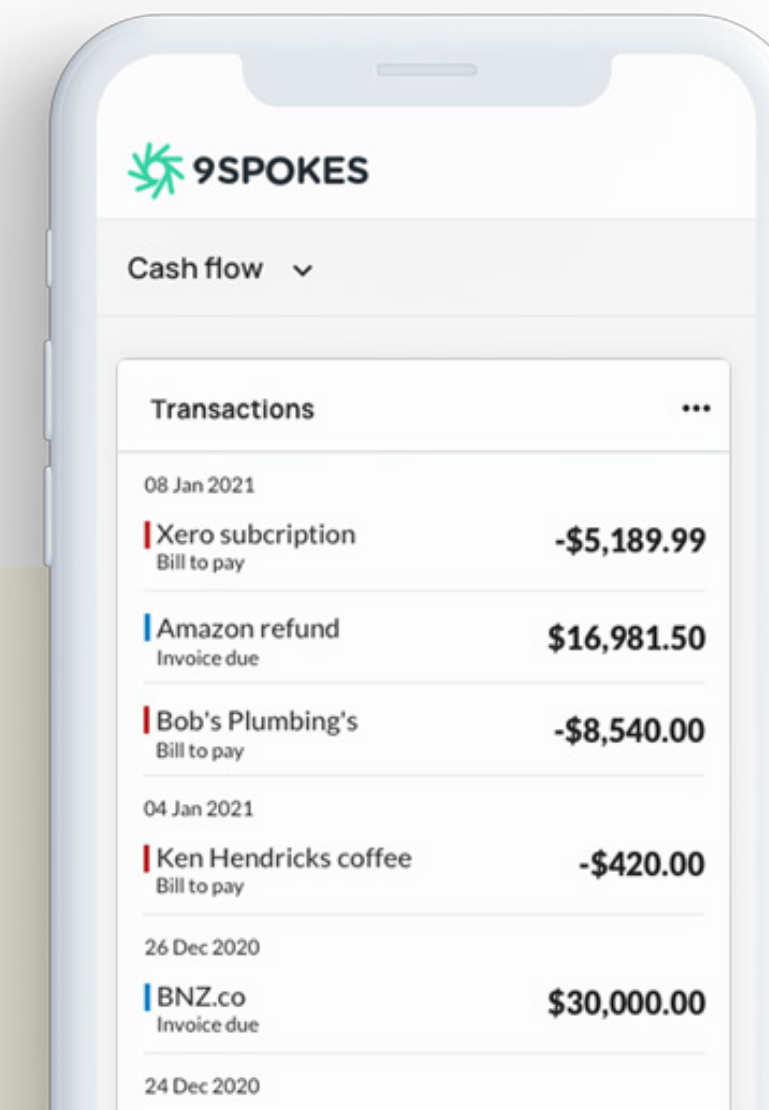 9SPOKES
Cash flow
Transactions
08 Jan 2021
Xero subcription -$5,189.99
Bill to pay
Amazon refund $16,981.50
Invoice due
Bob's Plumbing's -$8,540.00
Bill to pay
04 Jan 2021
Ken Hendricks coffee -$420.00
Bill to pay
26 Dec 2020
BNZ.co $30,000.00
Invoice due
24 Dec 2020